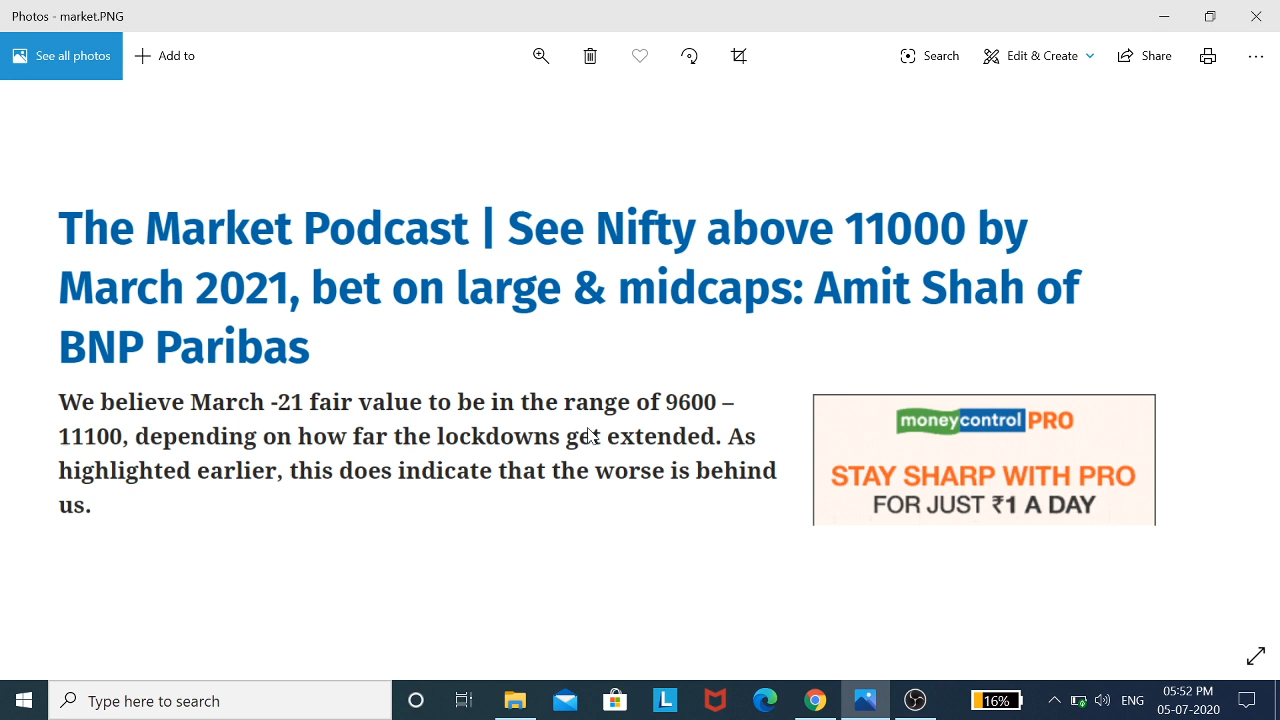 Photos - market.PNG
See all photos
Add to
Search
Edit & Create
Share
The Market Podcast | See Nifty above 11000 by
March 2021, bet on large & midcaps: Amit Shah of
BNP Paribas
We believe March -21 fair value to be in the range of 9600 –
11100, depending on how far the lockdowns get extended. As
highlighted earlier, this does indicate that the worse is behind
us.
moneycontrol PRO
STAY SHARP WITH PRO
FOR JUST ₹1 A DAY
Type here to search
L
16%
ENG
05:52 PM
05-07-2020